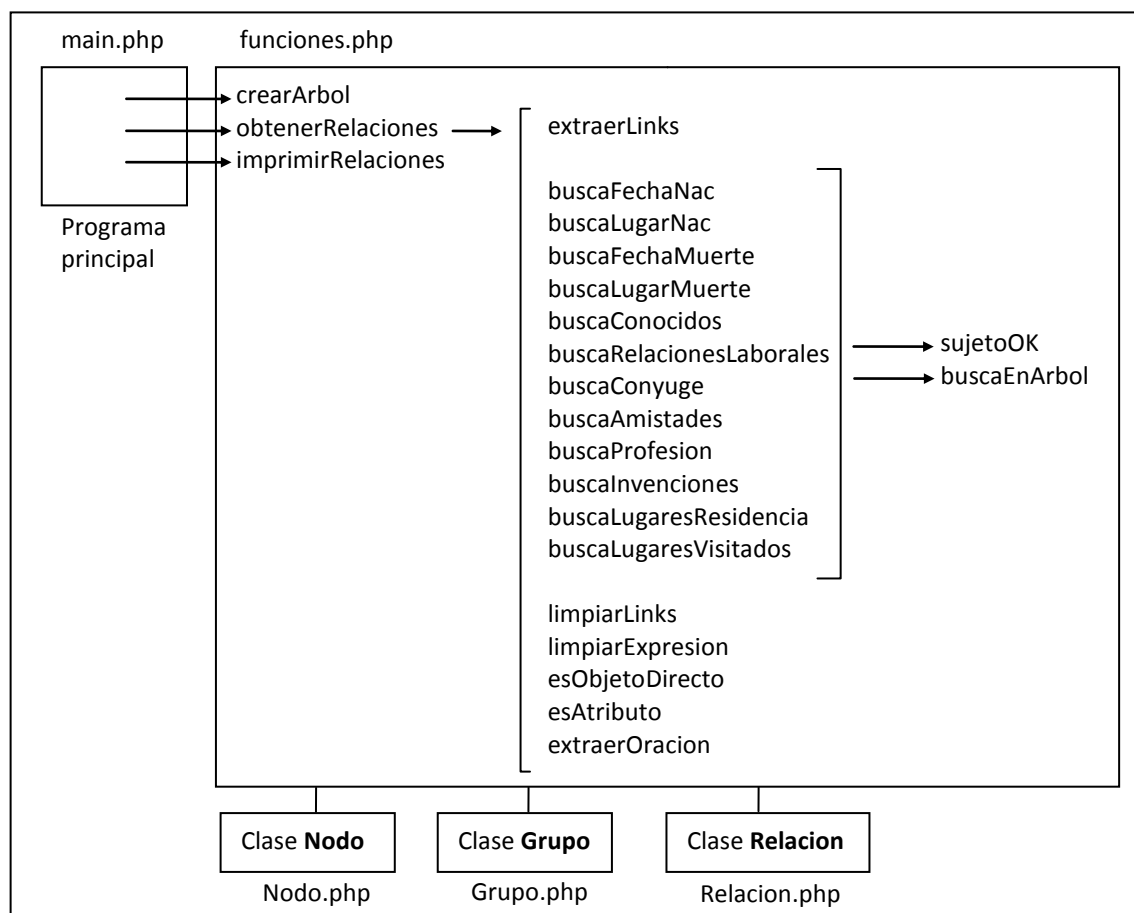 main.php
funciones.php
crearArbol
obtenerRelaciones
imprimirRelaciones
Programa
principal
extraerLinks
buscaFechaNac
buscaLugarNac
buscaFechaMuerte
buscaLugarMuerte
buscaConocidos
buscaRelacionesLaborales
buscaConyuge
buscaAmistades
buscaProfesion
buscaInvenciones
buscaLugaresResidencia
buscaLugaresVisitados
sujetoOK
buscaEnArbol
limpiarLinks
limpiarExpresion
esObjetoDirecto
esAtributo
extraerOracion
Clase Nodo
Clase Grupo
Clase Relacion
Nodo.php
Grupo.php
Relacion.php